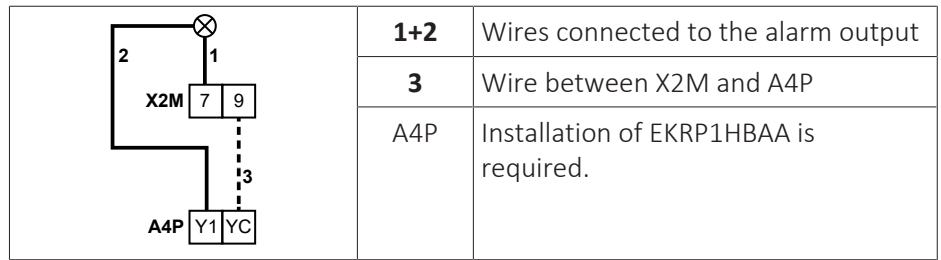 2
1
X2M 7 9
3
A4P Y1 YC
1+2 Wires connected to the alarm output
3 Wire between X2M and A4P
A4P Installation of EKRP1HBAA is
required.